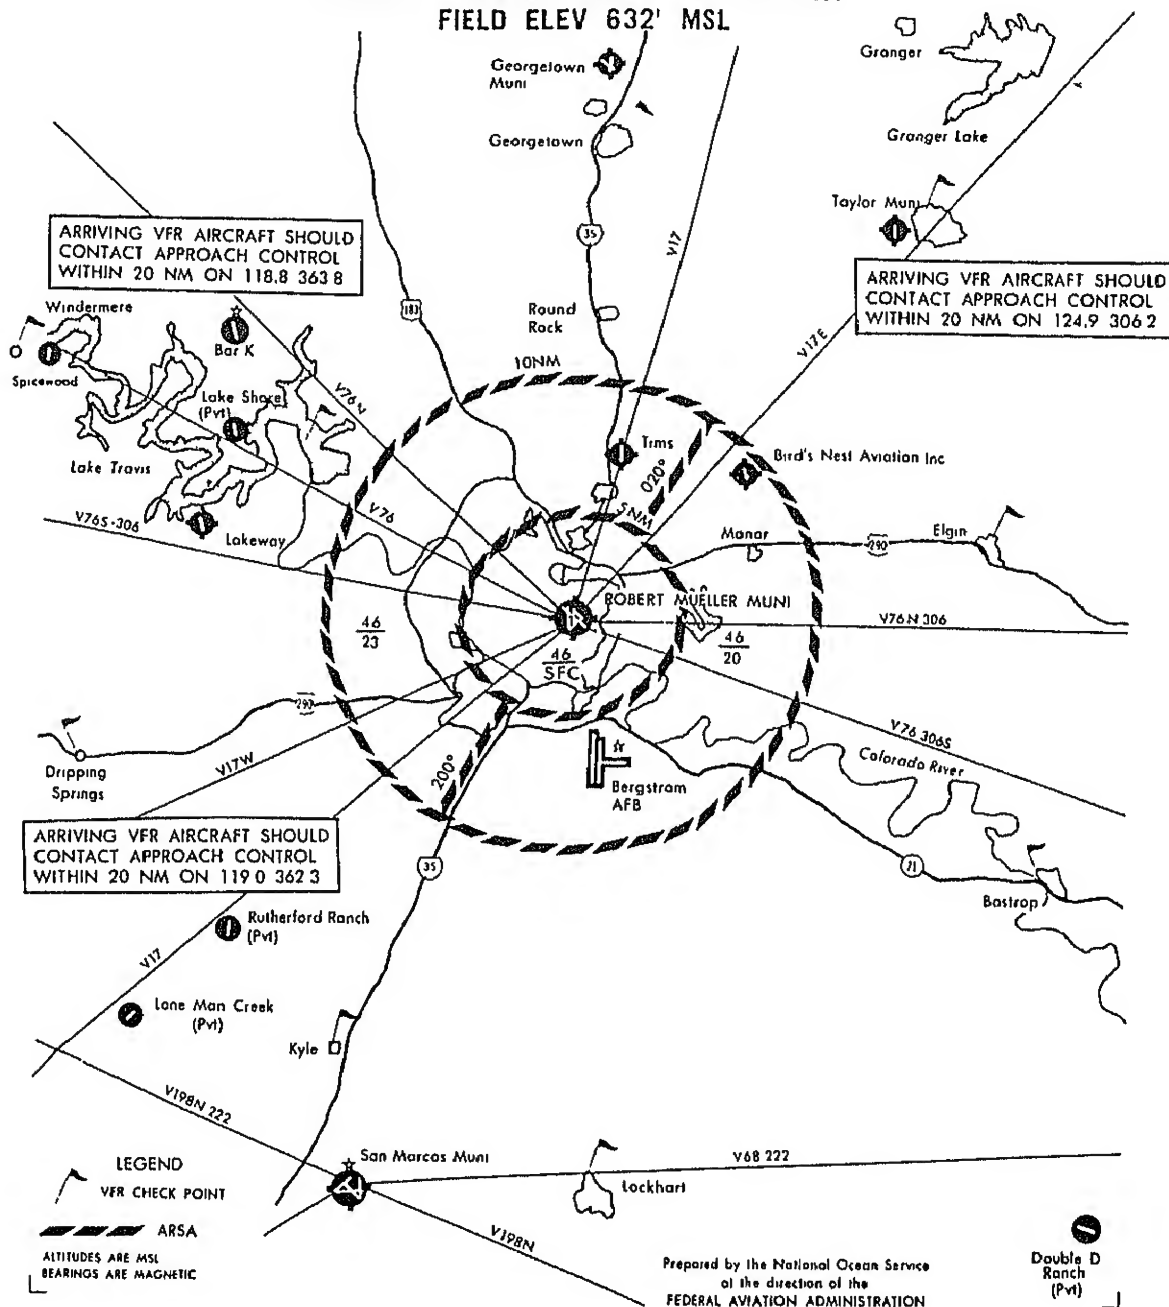 FIELD ELEV 632' MSL
Georgetown
Muni
Georgetown
Granger
Granger Lake
Taylor Muni
ARRIVING VFR AIRCRAFT SHOULD
CONTACT APPROACH CONTROL
WITHIN 20 NM ON 118.8 363 8
ARRIVING VFR AIRCRAFT SHOULD
CONTACT APPROACH CONTROL
WITHIN 20 NM ON 124.9 306 2
35
V17
183
Round
Rock
V17E
Windermere
Bar K
Spicewood
Lake Shore
(Pvt)
V76N
10NM
Lake Travis
Tims
020°
Bird's Nest Aviation Inc
V76
5NM
V76S-306
Lakeway
Manor
290
Elgin
ROBERT MUELLER MUNI
V76N 306
46
23
46
SFC
46
20
290
V17W
Dripping
Springs
200°
Bergstrom
AFB
V76 306S
Colorado River
ARRIVING VFR AIRCRAFT SHOULD
CONTACT APPROACH CONTROL
WITHIN 20 NM ON 119 0 362 3
35
21
Bastrop
Rutherford Ranch
(Pvt)
V17
Lone Man Creek
(Pvt)
Kyle
V198N 222
San Marcos Muni
V68 222
Lockhart
V198N
LEGEND
VFR CHECK POINT
ARSA
ALTITUDES ARE MSL
BEARINGS ARE MAGNETIC
Prepared by the National Ocean Service
at the direction of the
FEDERAL AVIATION ADMINISTRATION
Double D
Ranch
(Pvt)